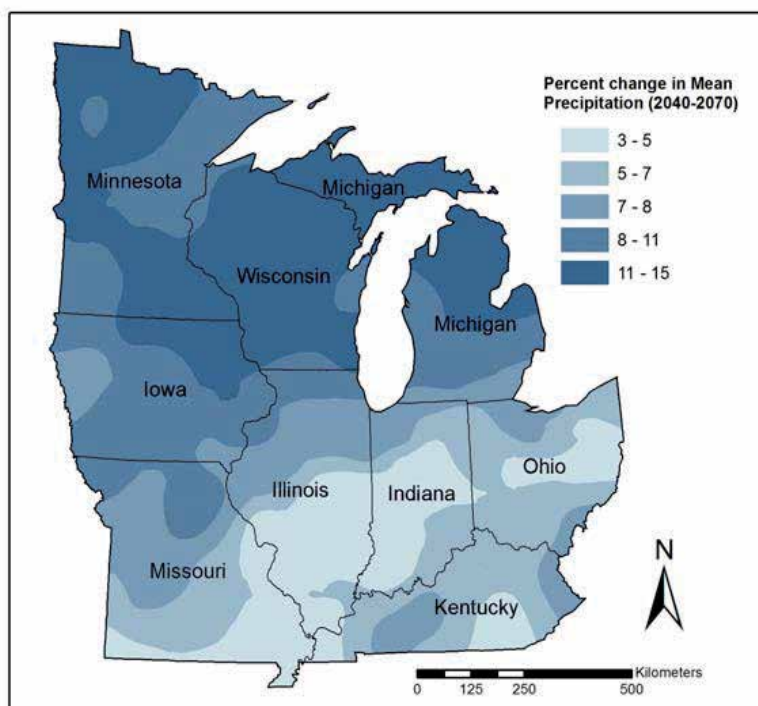 Percent change in Mean
Precipitation (2040-2070)
3 - 5
5 - 7
7 - 8
8 - 11
11 - 15
Minnesota
Michigan
Wisconsin
Michigan
Iowa
Illinois
Indiana
Ohio
Missouri
Kentucky
N
Kilometers
0 125 250 500